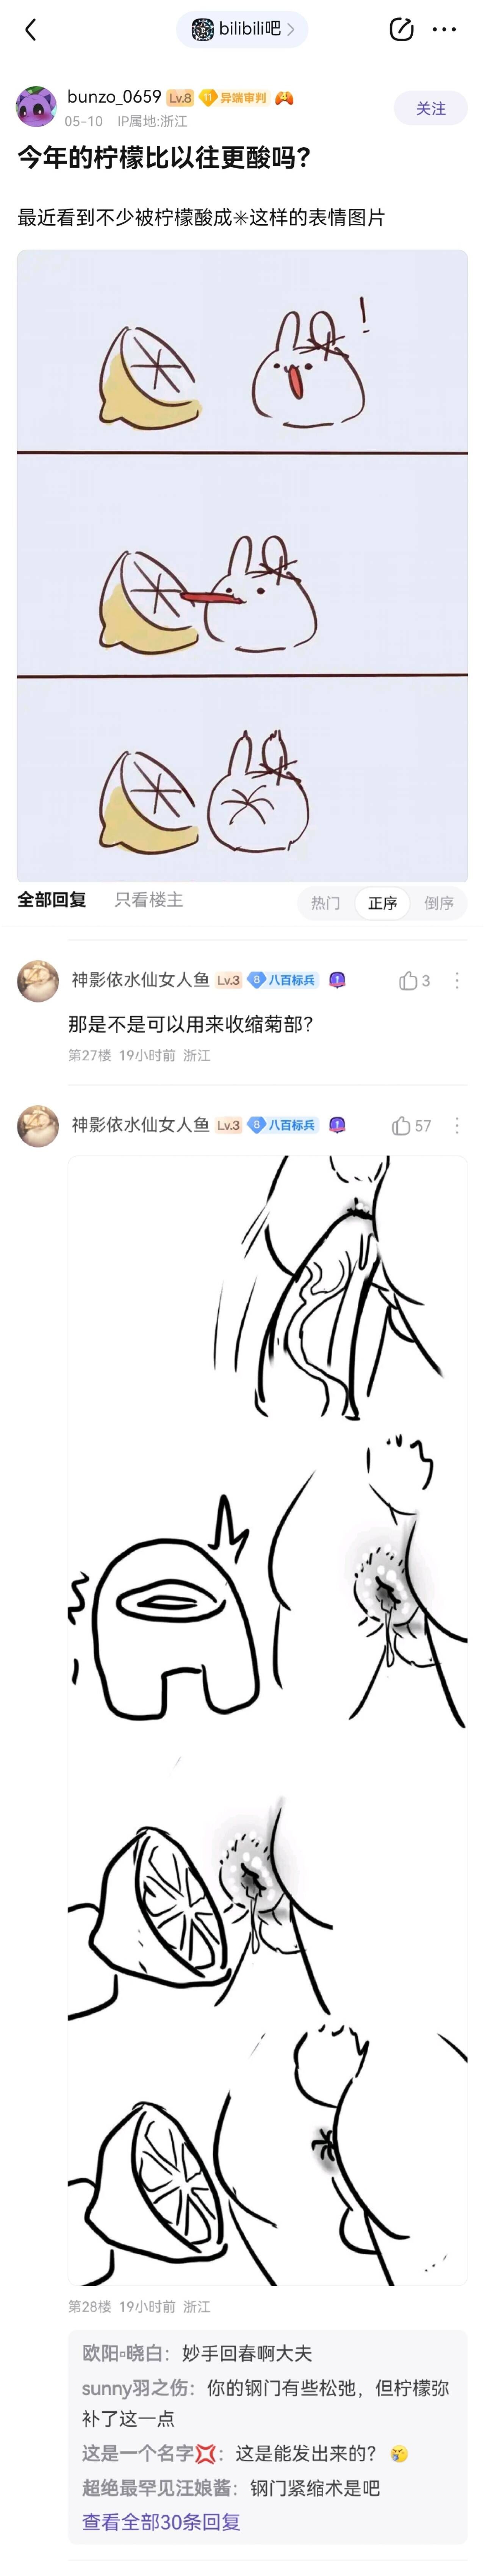 bilibili吧
bunzo_0659 Lv.8 11 异端审判
05-10 IP属地:浙江
关注
今年的柠檬比以往更酸吗?
最近看到不少被柠檬酸成✳这样的表情图片
!
全部回复 只看楼主 热门 正序 倒序
神影依水仙女人鱼 Lv.3 8 八百标兵 3
那是不是可以用来收缩菊部?
第27楼 19小时前 浙江
神影依水仙女人鱼 Lv.3 8 八百标兵 57
第28楼 19小时前 浙江
欧阳▫晓白：妙手回春啊大夫
sunny羽之伤：你的钢门有些松弛，但柠檬弥
补了这一点
这是一个名字💢：这是能发出来的？🤧
超绝最罕见汪娘酱：钢门紧缩术是吧
查看全部30条回复